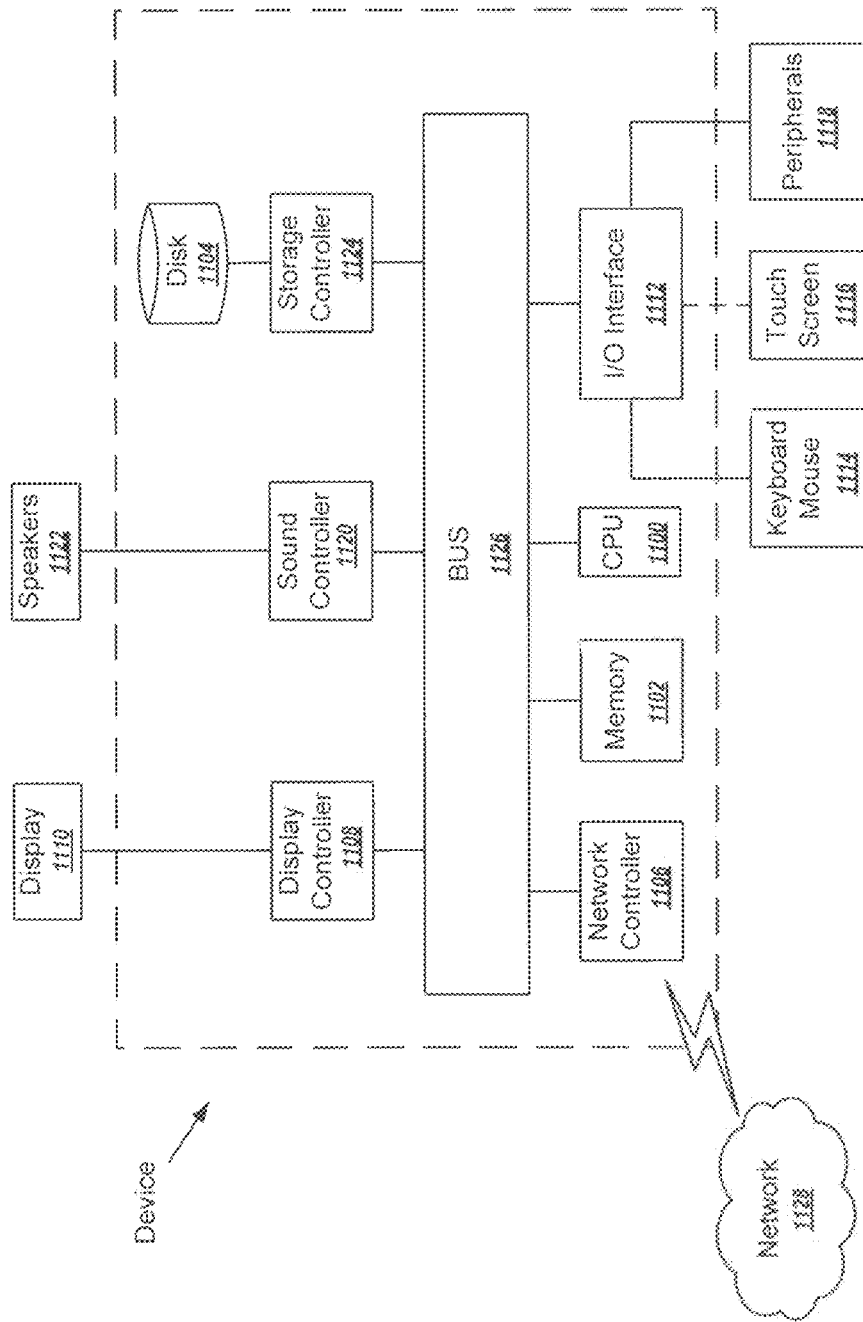 Device
Display
1110
Speakers
1122
Display
Controller
1108
Sound
Controller
1120
Disk
1104
Storage
Controller
1124
BUS
1126
Network
Controller
1106
Memory
1102
CPU
1100
I/O Interface
1112
Network
1128
Keyboard
Mouse
1114
Touch
Screen
1116
Peripherals
1118